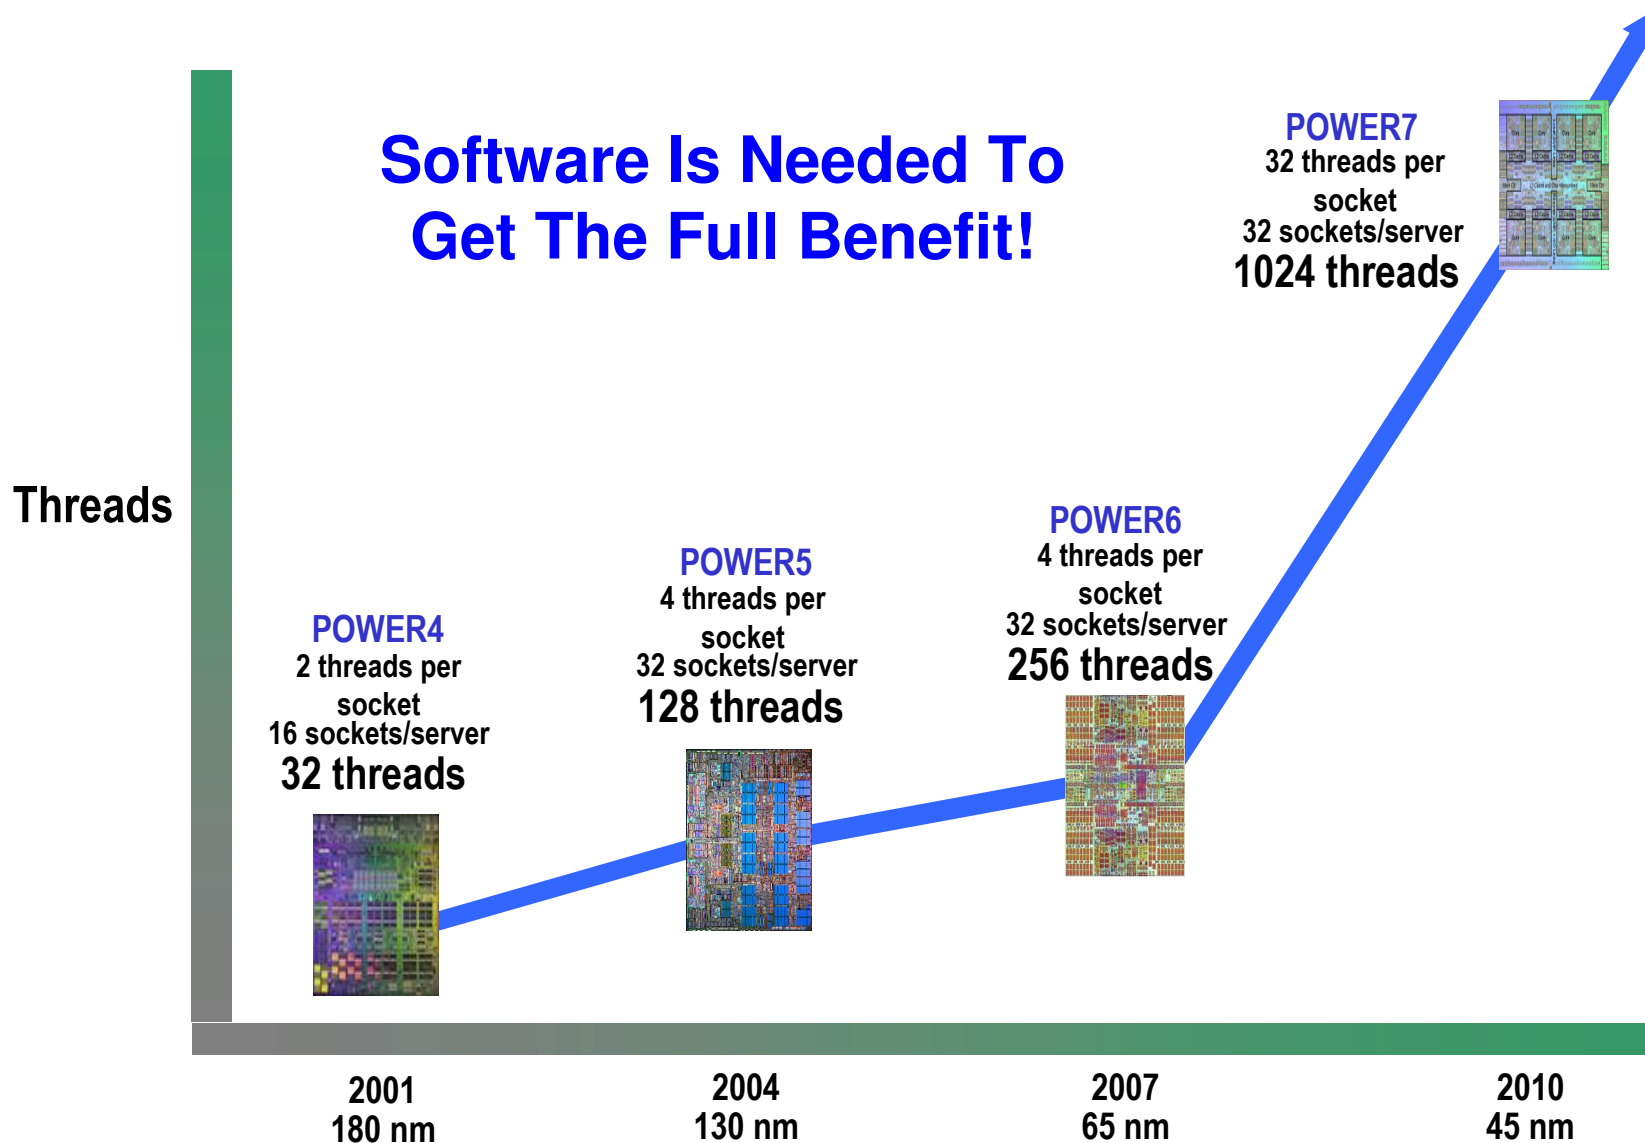 Software Is Needed To
Get The Full Benefit!
POWER7
32 threads per
socket
32 sockets/server
1024 threads
Threads
POWER6
4 threads per
socket
32 sockets/server
256 threads
POWER5
4 threads per
socket
32 sockets/server
128 threads
POWER4
2 threads per
socket
16 sockets/server
32 threads
2001
180 nm
2004
130 nm
2007
65 nm
2010
45 nm